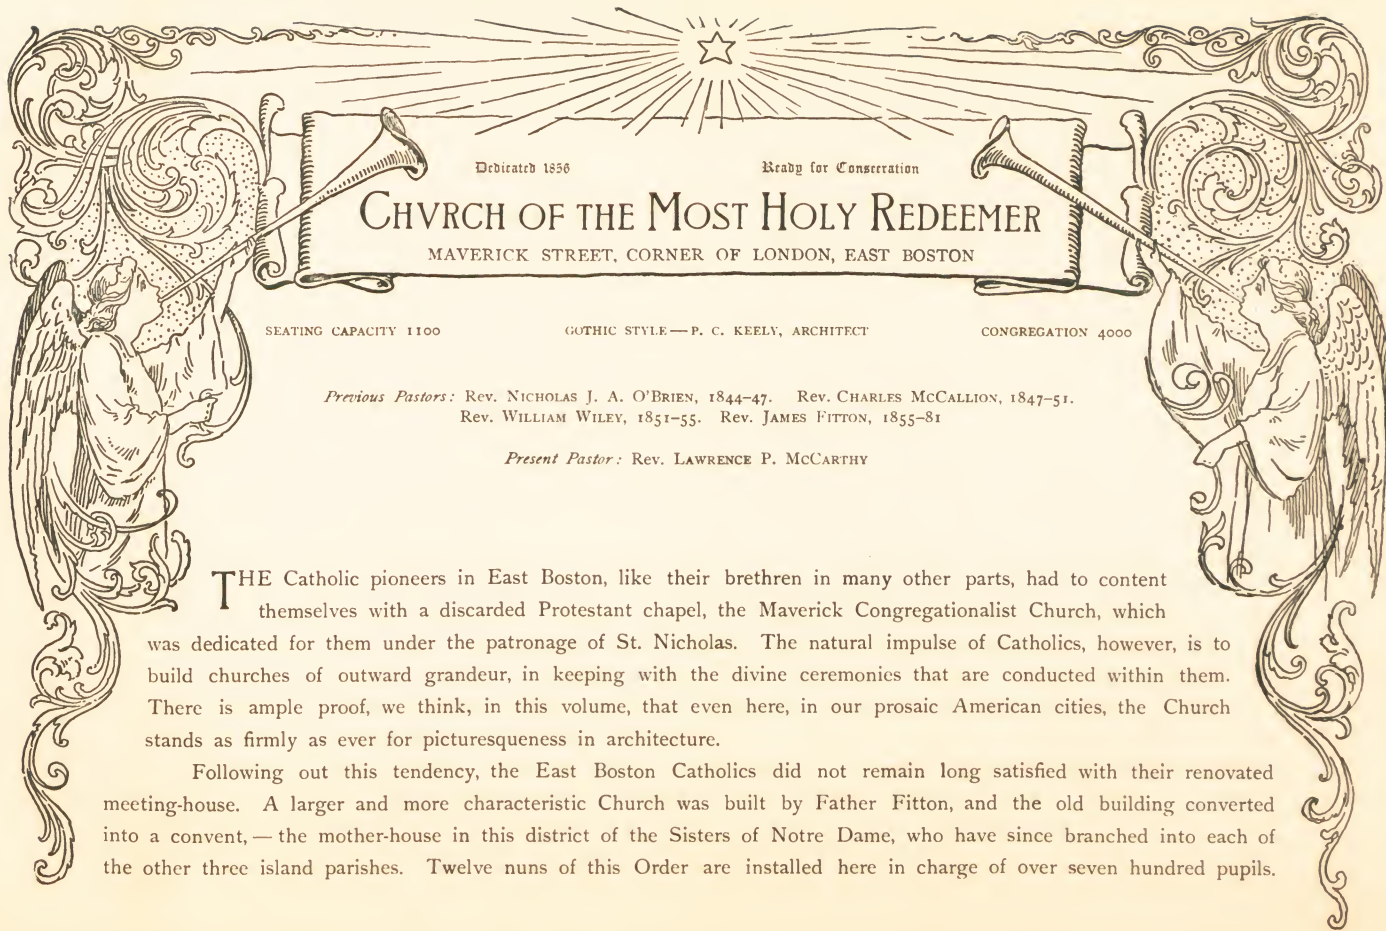 Dedicated 1856 Ready for Consecration
CHVRCH OF THE MOST HOLY REDEEMER
MAVERICK STREET, CORNER OF LONDON, EAST BOSTON
SEATING CAPACITY 1100 GOTHIC STYLE — P. C. KEELY, ARCHITECT CONGREGATION 4000
Previous Pastors: Rev. NICHOLAS J. A. O'BRIEN, 1844–47. Rev. CHARLES MCCALLION, 1847–51.
Rev. WILLIAM WILEY, 1851–55. Rev. JAMES FITTON, 1855–81
Present Pastor: Rev. LAWRENCE P. MCCARTHY
THE Catholic pioneers in East Boston, like their brethren in many other parts, had to content
themselves with a discarded Protestant chapel, the Maverick Congregationalist Church, which
was dedicated for them under the patronage of St. Nicholas. The natural impulse of Catholics, however, is to
build churches of outward grandeur, in keeping with the divine ceremonies that are conducted within them.
There is ample proof, we think, in this volume, that even here, in our prosaic American cities, the Church
stands as firmly as ever for picturesqueness in architecture.
Following out this tendency, the East Boston Catholics did not remain long satisfied with their renovated
meeting-house. A larger and more characteristic Church was built by Father Fitton, and the old building converted
into a convent, — the mother-house in this district of the Sisters of Notre Dame, who have since branched into each of
the other three island parishes. Twelve nuns of this Order are installed here in charge of over seven hundred pupils.